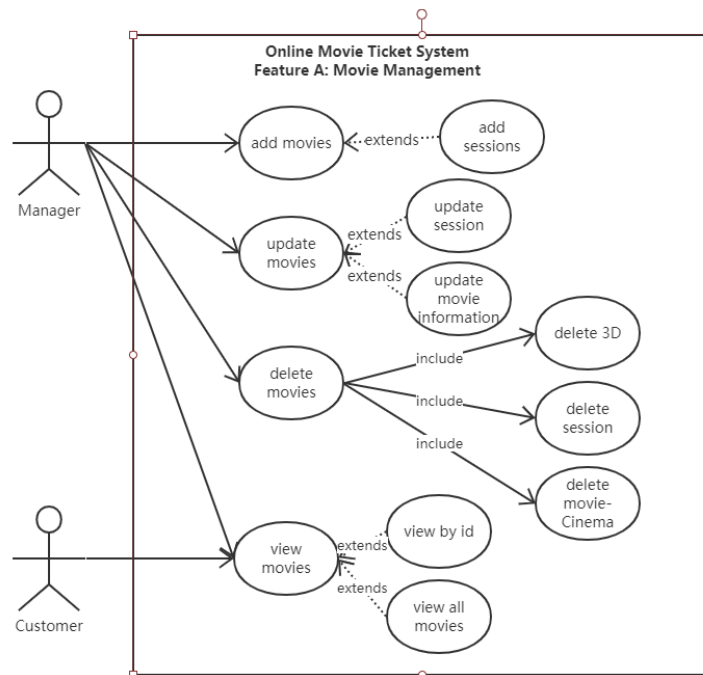 Online Movie Ticket System
Feature A: Movie Management
add movies
extends
add
sessions
Manager
update
movies
extends
update
session
extends
update
movie
information
delete
movies
include
delete 3D
include
delete
session
include
delete
movie-
Cinema
Customer
view
movies
extends
view by id
extends
view all
movies